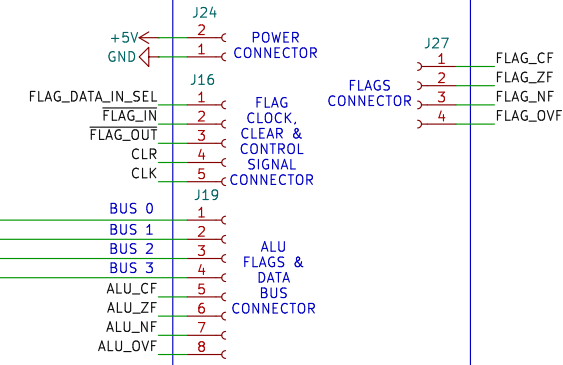 J24
+5V 2 POWER
GND 1 CONNECTOR
J16
FLAG_DATA_IN_SEL 1 FLAG
FLAG_IN 2 CLOCK,
FLAG_OUT 3 CLEAR &
CLR 4 CONTROL
SIGNAL
CLK 5 CONNECTOR
J19
BUS 0 1
BUS 1 2
BUS 2 3 ALU
FLAGS &
BUS 3 4 DATA
ALU_CF 5 BUS
ALU_ZF 6 CONNECTOR
ALU_NF 7
ALU_OVF 8
J27
1 FLAG_CF
FLAGS 2 FLAG_ZF
CONNECTOR 3 FLAG_NF
4 FLAG_OVF